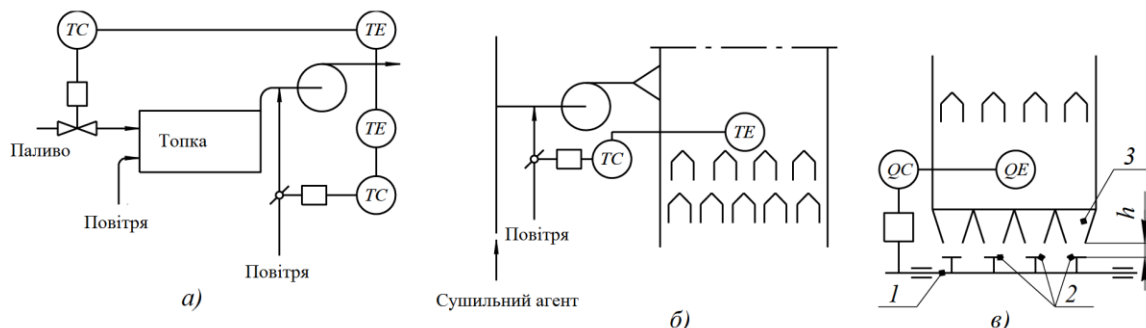 TC
TE
Топка
Паливо
TE
TC
Повітря
Повітря
а)
TE
TC
Повітря
Сушильний агент
б)
QC
QE
3
h
1
2
в)